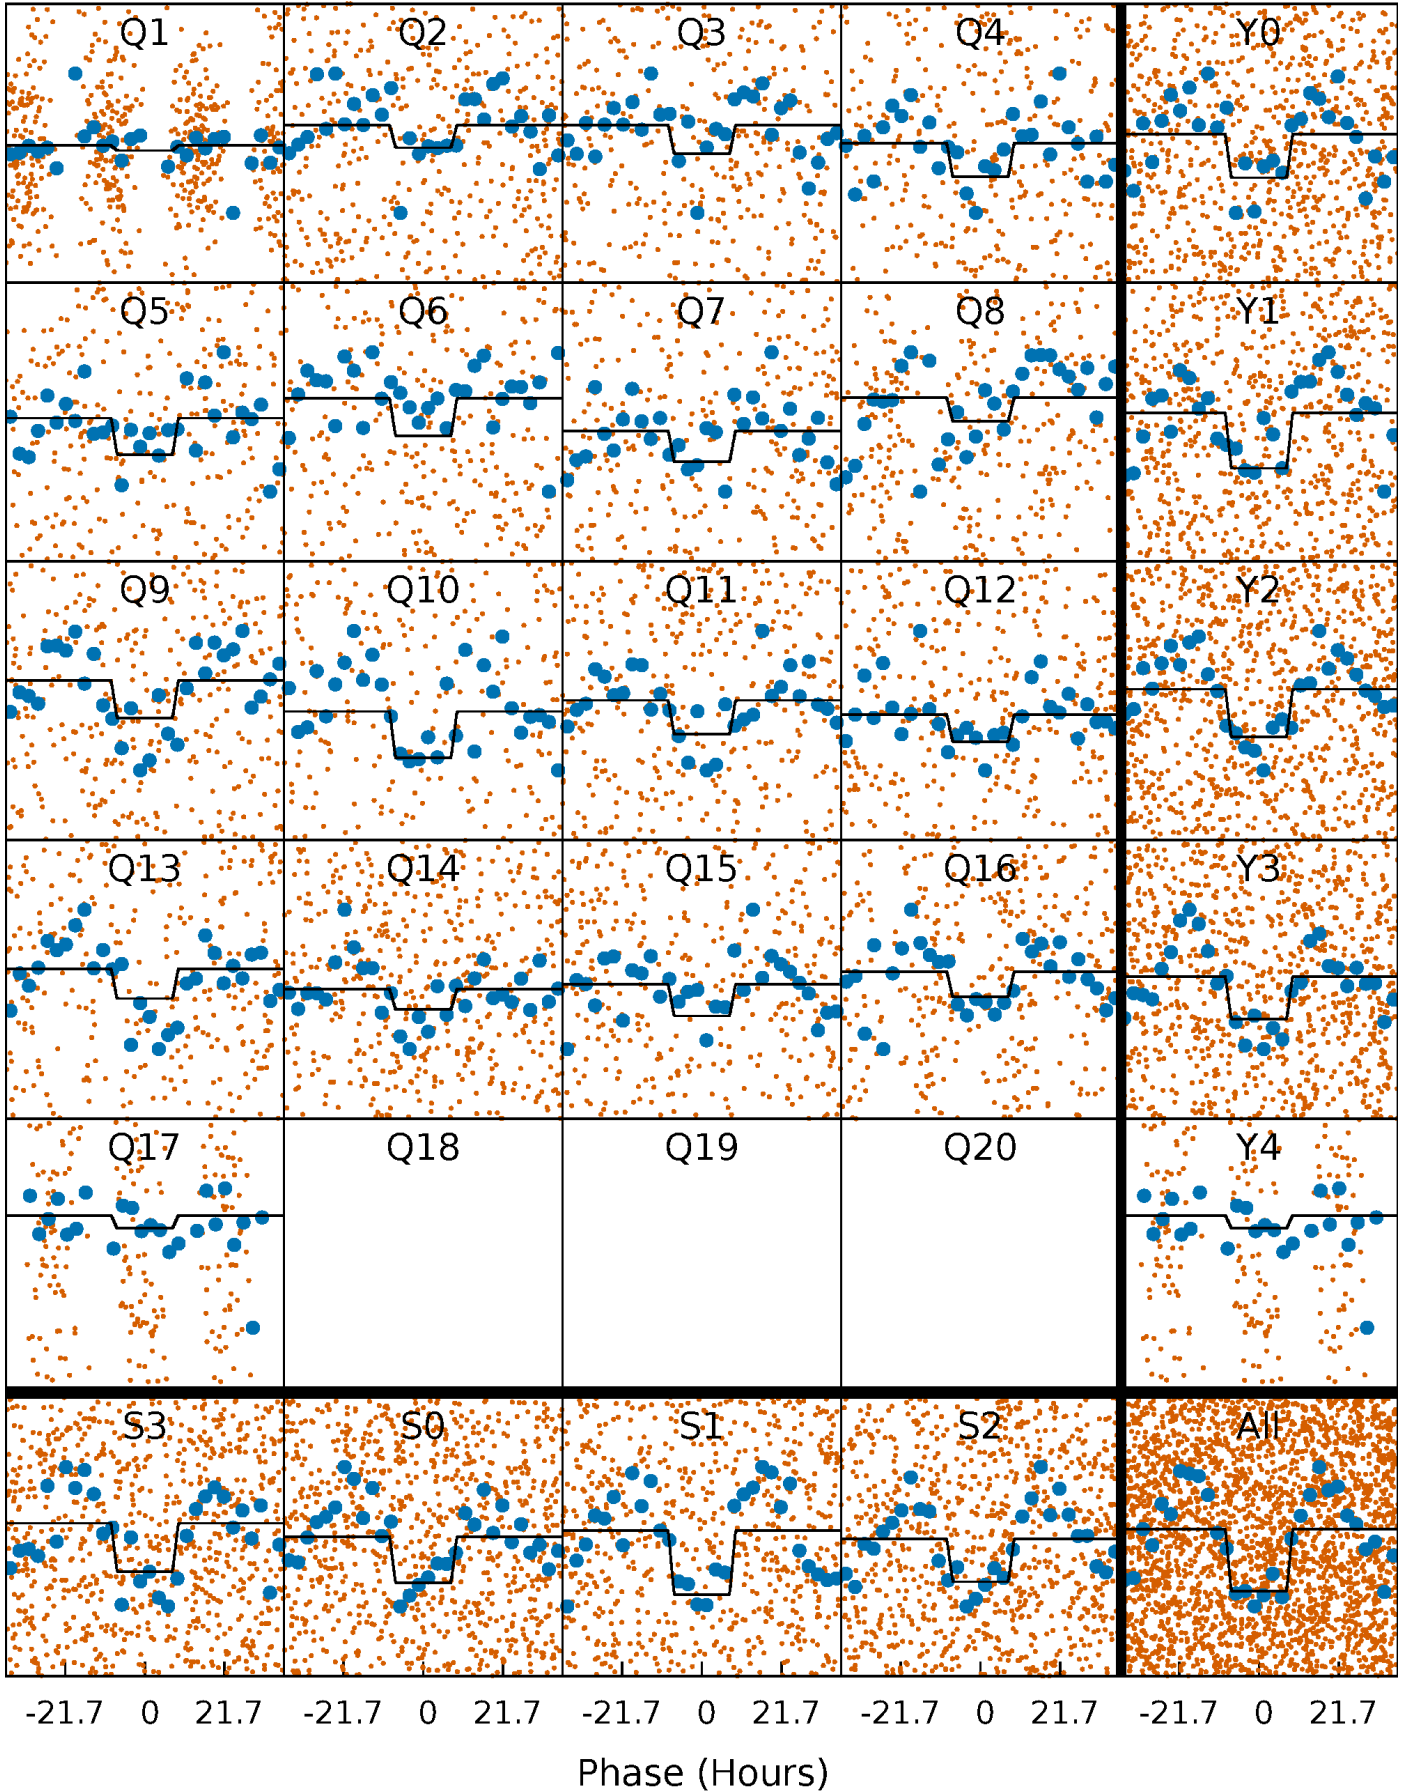 Q1 Q2 Q3 Q4 Y0
Q5 Q6 Q7 Q8 Y1
Q9 Q10 Q11 Q12 Y2
Q13 Q14 Q15 Q16 Y3
Q17 Q18 Q19 Q20 Y4
S3 S0 S1 S2 All
-21.7 0 21.7 -21.7 0 21.7 -21.7 0 21.7 -21.7 0 21.7 -21.7 0 21.7
Phase (Hours)